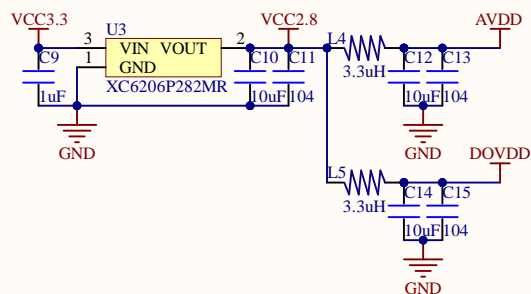 VCC3.3
U3
VCC2.8
AVDD
3
VIN VOUT
2
1
GND
L4
C9
C10
C11
3.3uH
C12
C13
1uF
XC6206P282MR
10uF
104
10uF
104
GND
GND
DOVDD
L5
3.3uH
C14
C15
10uF
104
GND